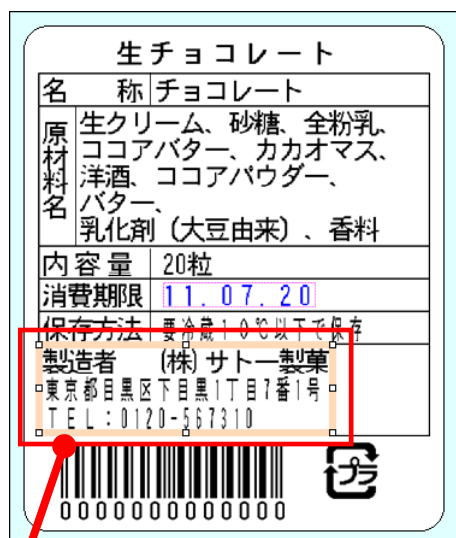 生チョコレート
名　称 チョコレート
原材料名 生クリーム、砂糖、全粉乳、
ココアバター、カカオマス、
洋酒、ココアパウダー、
バター、
乳化剤（大豆由来）、香料
内容量 20粒
消費期限 11.07.20
保存方法 要冷蔵１０℃以下で保存
製造者 (株)サトー製菓
東京都目黒区下目黒1丁目7番1号
TEL:0120-567310
プラ
0000000000000